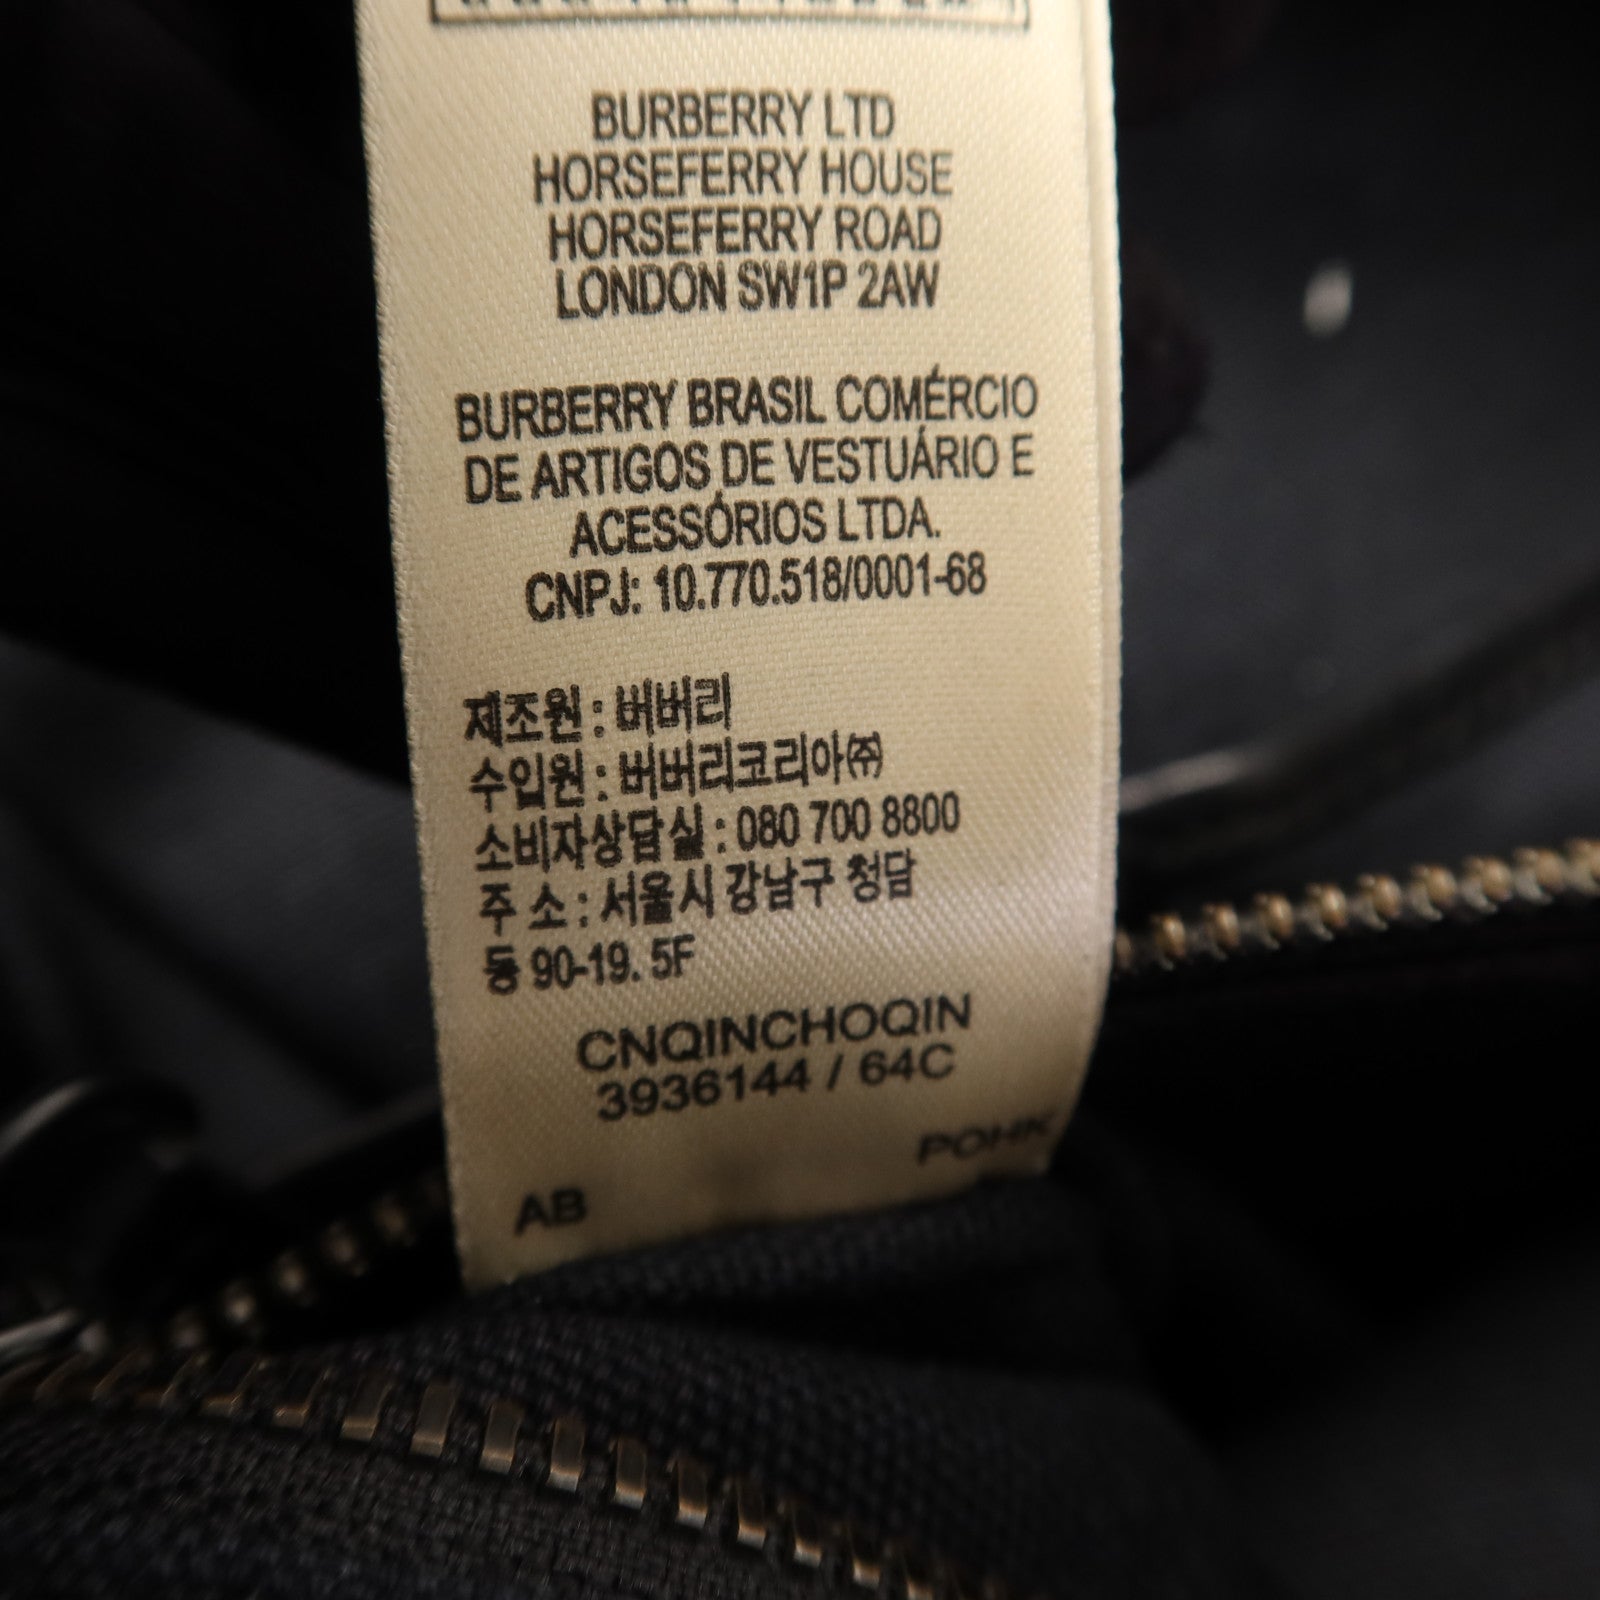 BURBERRY LTD
HORSEFERRY HOUSE
HORSEFERRY ROAD
LONDON SW1P 2AW
BURBERRY BRASIL COMÉRCIO
DE ARTIGOS DE VESTUÁRIO E
ACESSÓRIOS LTDA.
CNPJ: 10.770.518/0001-68
제조원 : 버버리
수입원 : 버버리코리아㈜
소비자상담실 : 080 700 8800
주 소 : 서울시 강남구 청담
동 90-19. 5F
CNQINCHOQIN
3936144 / 64C
POHK
AB